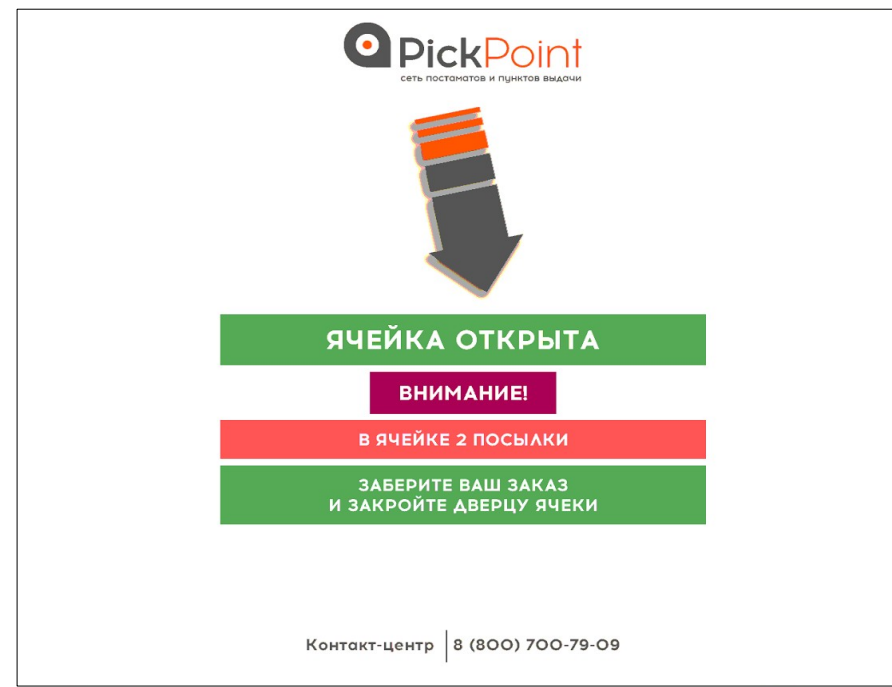 PickPoint
сеть постаматов и пунктов выдачи
ЯЧЕЙКА ОТКРЫТА
ВНИМАНИЕ!
В ЯЧЕЙКЕ 2 ПОСЫЛКИ
ЗАБЕРИТЕ ВАШ ЗАКАЗ
И ЗАКРОЙТЕ ДВЕРЦУ ЯЧЕКИ
Контакт-центр 8 (800) 700-79-09